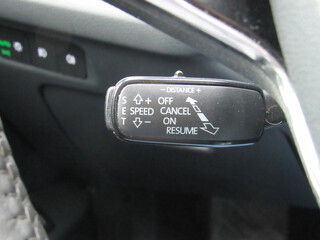 - DISTANCE +
S ⇧+ OFF
E SPEED CANCEL
T ⇩- ON
RESUME